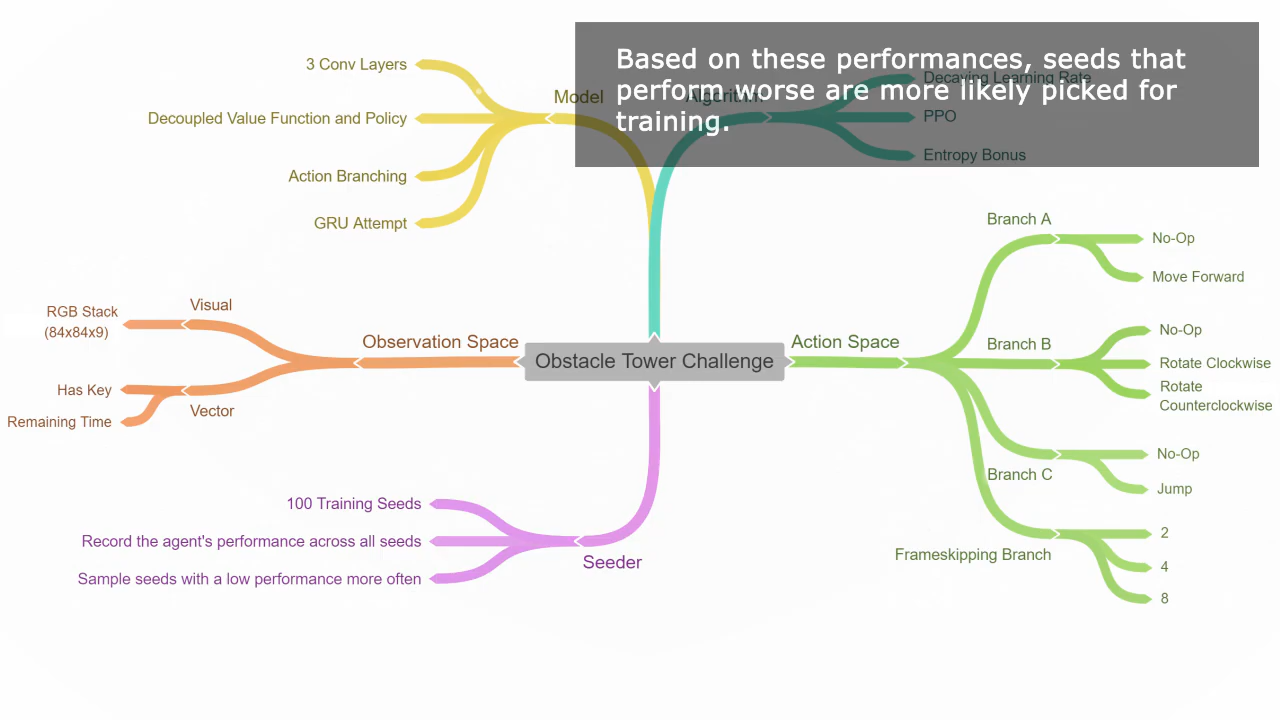 Based on these performances, seeds that
perform worse are more likely picked for
training.
Model
3 Conv Layers
Decoupled Value Function and Policy
Action Branching
GRU Attempt
Algorithm
Decaying Learning Rate
PPO
Entropy Bonus
Obstacle Tower Challenge
Observation Space
Visual
RGB Stack
(84x84x9)
Vector
Has Key
Remaining Time
Action Space
Branch A
No-Op
Move Forward
Branch B
No-Op
Rotate Clockwise
Rotate
Counterclockwise
Branch C
No-Op
Jump
Frameskipping Branch
2
4
8
Seeder
100 Training Seeds
Record the agent's performance across all seeds
Sample seeds with a low performance more often